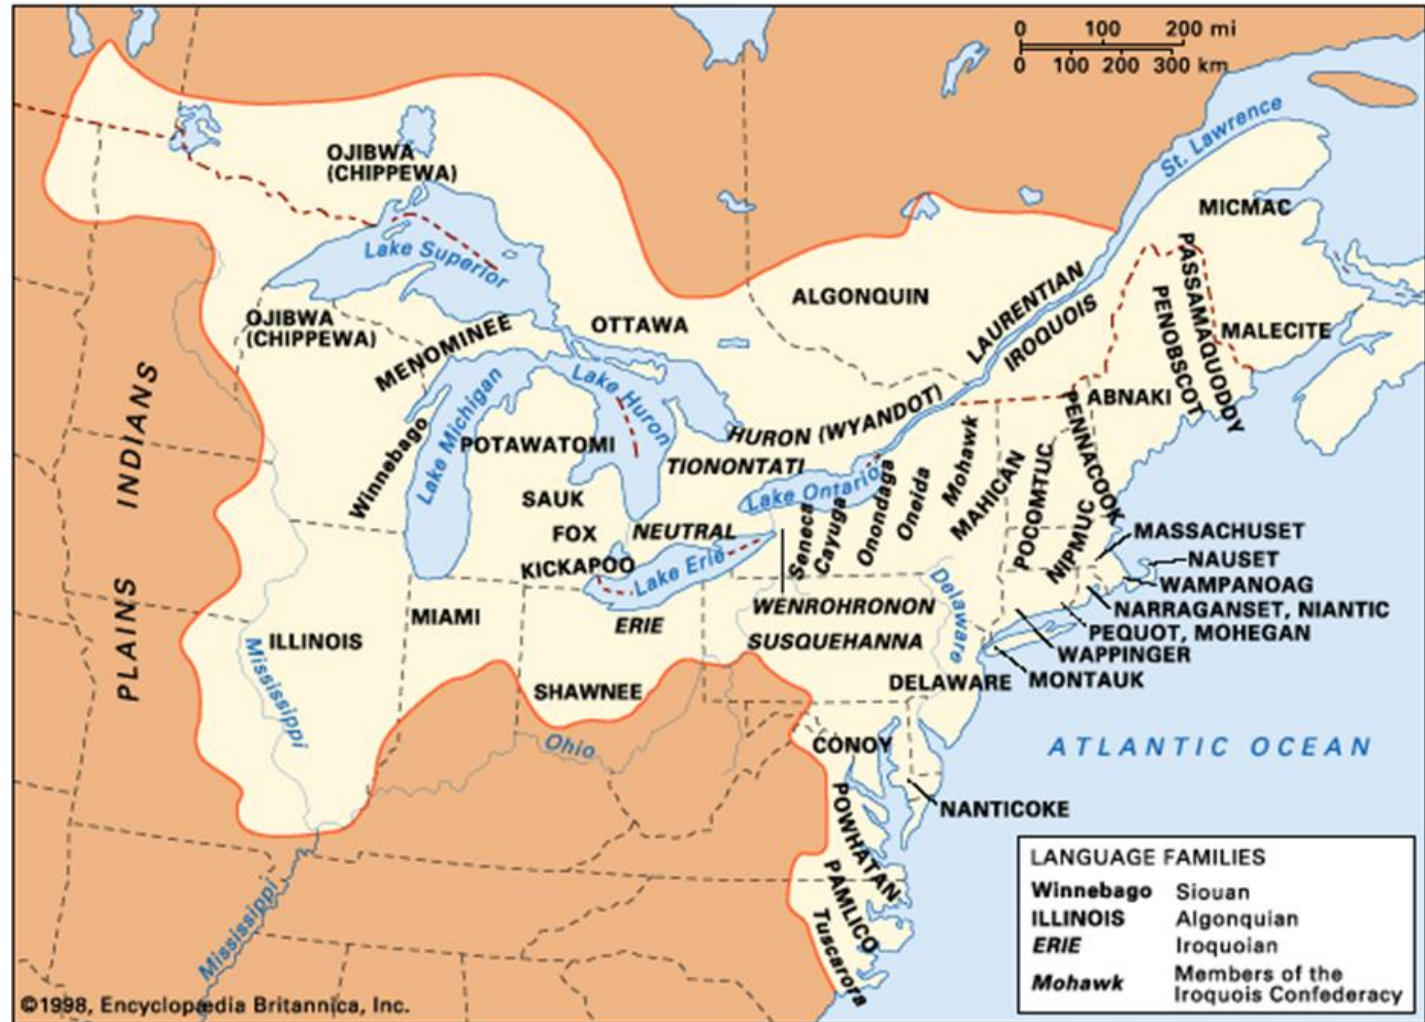 0 100 200 mi
0 100 200 300 km
St. Lawrence
OJIBWA
(CHIPPEWA)
MICMAC
Lake Superior
PASSAMAQUODDY
ALGONQUIN
LAURENTIAN
IROQUOIS
PENOBSCOT
OJIBWA
(CHIPPEWA)
MENOMINEE
OTTAWA
MALECITE
Lake Huron
Lake Michigan
ABNAKI
PENNACOOK
HURON (WYANDOT)
Winnebago
POTAWATOMI
TIONONTATI
Mohawk
MAHICAN
POCOMTUC
NIPMUC
Lake Ontario
Onondaga
Oneida
SAUK
FOX
NEUTRAL
Seneca
Cayuga
MASSACHUSET
NAUSET
KICKAPOO
Lake Erie
WAMPANOAG
Delaware
PLAINS INDIANS
MIAMI
ERIE
WENROHRONON
NARRAGANSET, NIANTIC
PEQUOT, MOHEGAN
ILLINOIS
SUSQUEHANNA
WAPPINGER
Mississippi
SHAWNEE
DELAWARE
MONTAUK
Ohio
CONOY
ATLANTIC OCEAN
NANTICOKE
POWHATAN
PAMLICO
Tuscarora
Mississippi
LANGUAGE FAMILIES
Winnebago Siouan
ILLINOIS Algonquian
ERIE Iroquoian
Mohawk Members of the
Iroquois Confederacy
©1998, Encyclopædia Britannica, Inc.